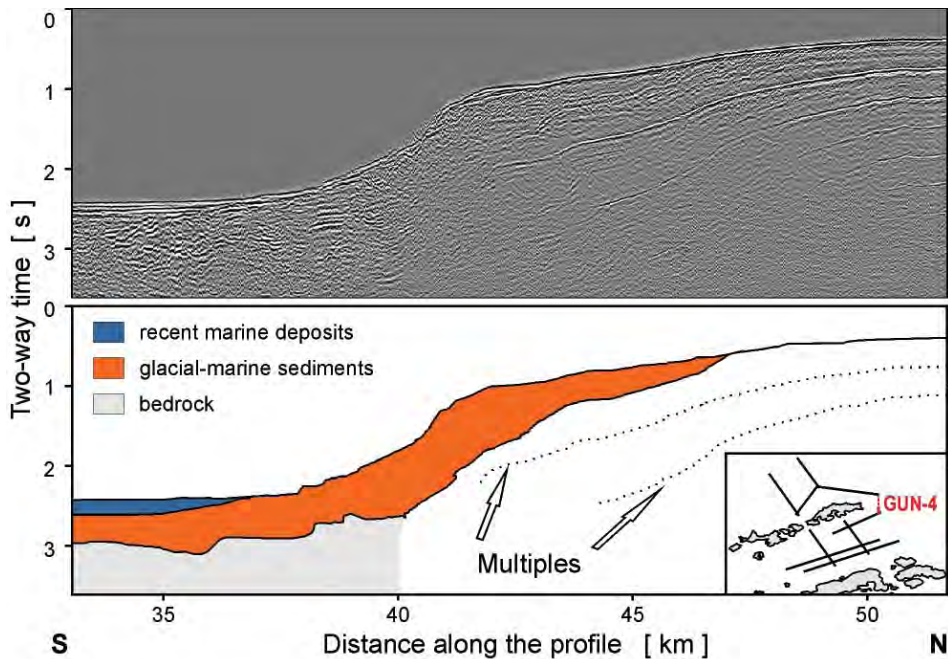 0
1
2
3
Two-way time [ s ]
0
1
2
3
recent marine deposits
glacial-marine sediments
bedrock
Multiples
GUN-4
35
40
45
50
S
Distance along the profile [ km ]
N